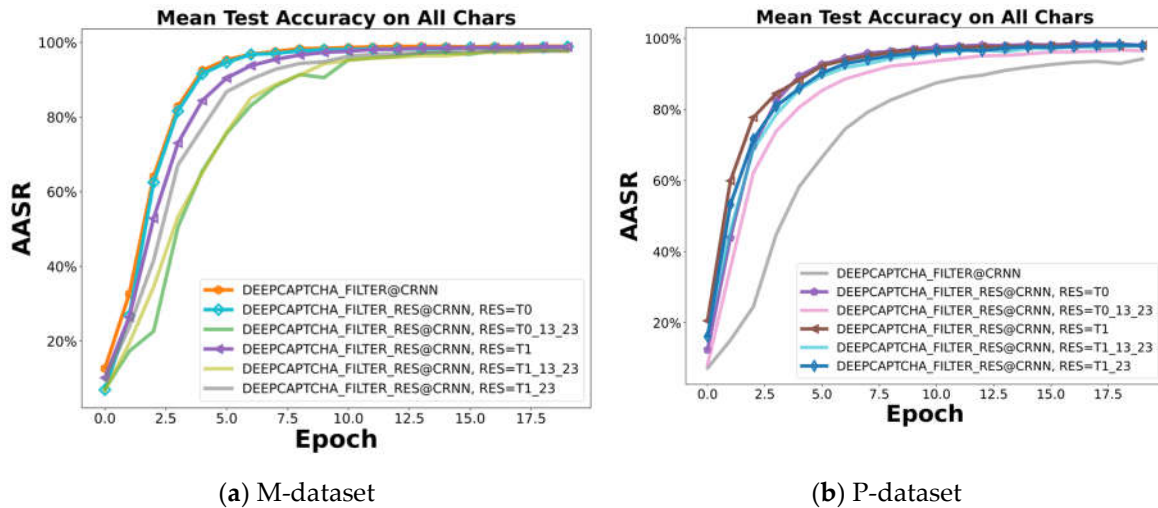 Mean Test Accuracy on All Chars
100%
80%
60%
40%
20%
AASR
0.0 2.5 5.0 7.5 10.0 12.5 15.0 17.5
Epoch
DEEPCAPTCHA_FILTER@CRNN
DEEPCAPTCHA_FILTER_RES@CRNN, RES=T0
DEEPCAPTCHA_FILTER_RES@CRNN, RES=T0_13_23
DEEPCAPTCHA_FILTER_RES@CRNN, RES=T1
DEEPCAPTCHA_FILTER_RES@CRNN, RES=T1_13_23
DEEPCAPTCHA_FILTER_RES@CRNN, RES=T1_23
(a) M-dataset
Mean Test Accuracy on All Chars
100%
80%
60%
40%
20%
AASR
0.0 2.5 5.0 7.5 10.0 12.5 15.0 17.5
Epoch
DEEPCAPTCHA_FILTER@CRNN
DEEPCAPTCHA_FILTER_RES@CRNN, RES=T0
DEEPCAPTCHA_FILTER_RES@CRNN, RES=T0_13_23
DEEPCAPTCHA_FILTER_RES@CRNN, RES=T1
DEEPCAPTCHA_FILTER_RES@CRNN, RES=T1_13_23
DEEPCAPTCHA_FILTER_RES@CRNN, RES=T1_23
(b) P-dataset